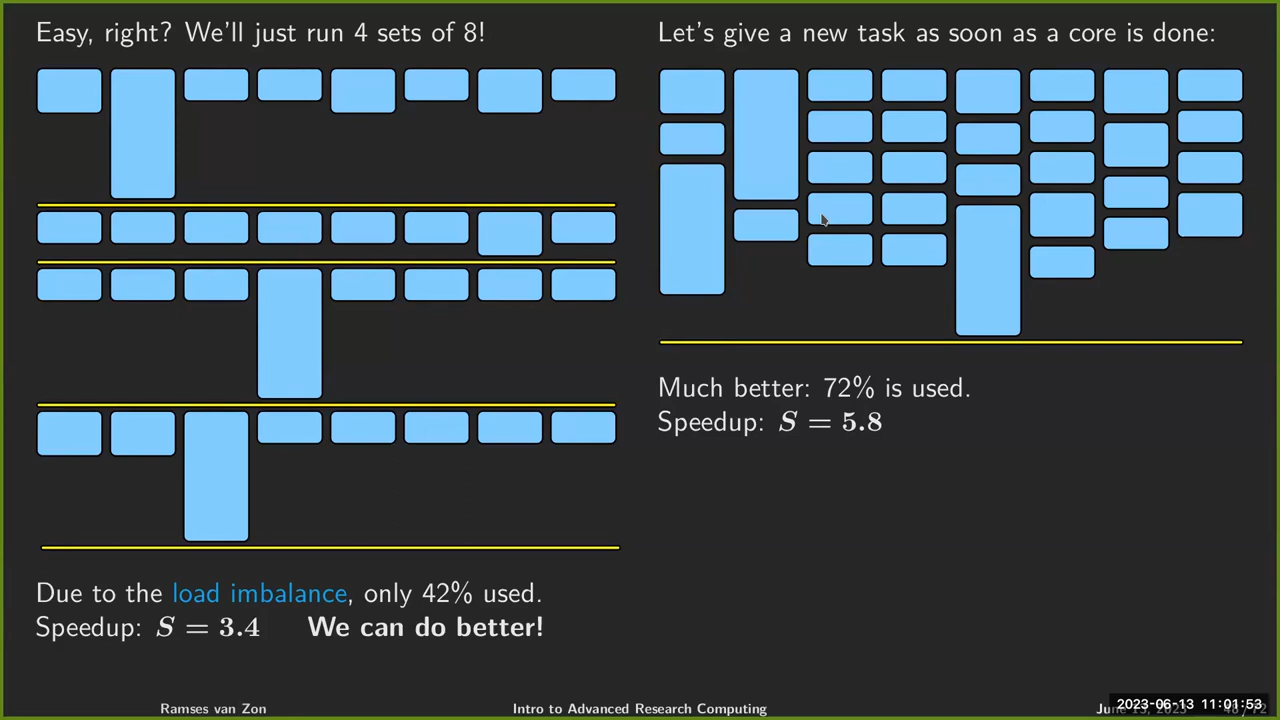 Easy, right? We'll just run 4 sets of 8!
Due to the load imbalance, only 42% used.
Speedup: S = 3.4 We can do better!
Let's give a new task as soon as a core is done:
Much better: 72% is used.
Speedup: S = 5.8
Ramses van Zon
Intro to Advanced Research Computing
2023-06-13 11:01:53